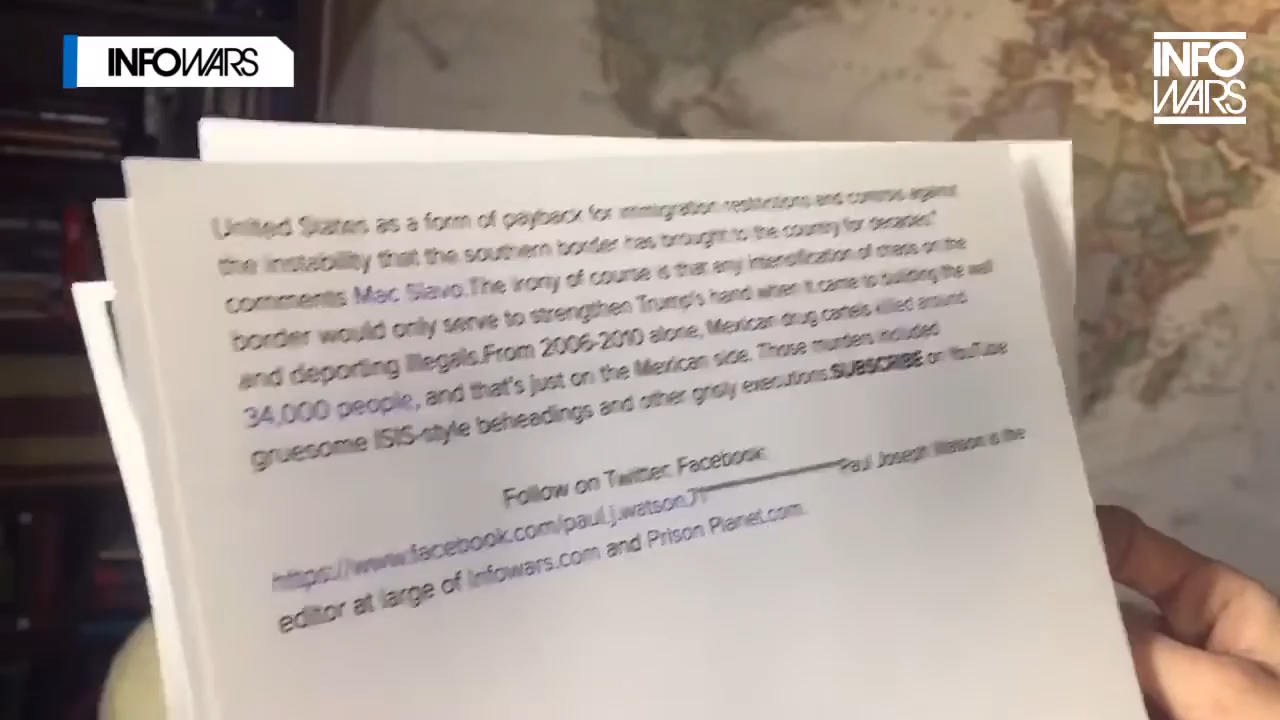 INFOWARS
INFO
WARS
United States as a form of payback for immigration restrictions and controls against
the instability that the southern border has brought to the country for decades"
comments Mac Slavo.The irony of course is that any intensification of chaos on the
border would only serve to strengthen Trump's hand when it came to building the wall
and deporting illegals.From 2006-2010 alone, Mexican drug cartels killed around
34,000 people, and that's just on the Mexican side. Those murders included
gruesome ISIS-style beheadings and other grisly executions.SUBSCRIBE on YouTube
Follow on Twitter: Facebook:
https://www.facebook.com/paul.j.watson.71 Paul Joseph Watson is the
editor at large of Infowars.com and Prison Planet.com.